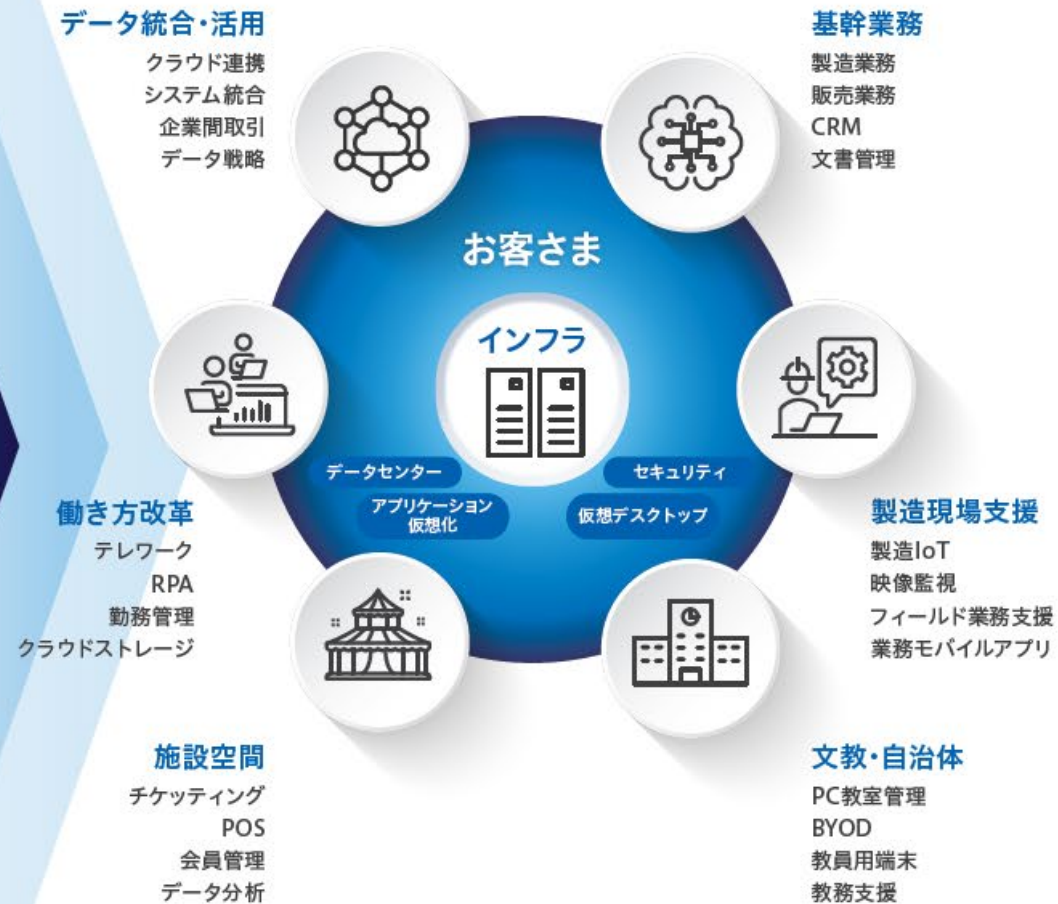 データ統合・活用
クラウド連携
システム統合
企業間取引
データ戦略
基幹業務
製造業務
販売業務
CRM
文書管理
お客さま
インフラ
データセンター
セキュリティ
アプリケーション
仮想化
仮想デスクトップ
働き方改革
テレワーク
RPA
勤務管理
クラウドストレージ
製造現場支援
製造IoT
映像監視
フィールド業務支援
業務モバイルアプリ
施設空間
チケッティング
POS
会員管理
データ分析
文教・自治体
PC教室管理
BYOD
教員用端末
教務支援